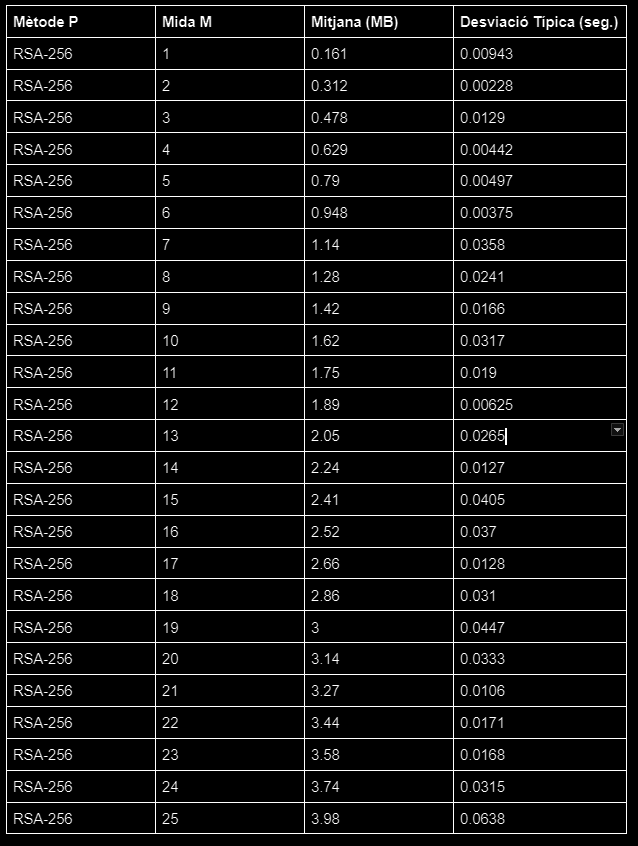 Mètode P Mida M Mitjana (MB) Desviació Típica (seg.)
RSA-256 1 0.161 0.00943
RSA-256 2 0.312 0.00228
RSA-256 3 0.478 0.0129
RSA-256 4 0.629 0.00442
RSA-256 5 0.79 0.00497
RSA-256 6 0.948 0.00375
RSA-256 7 1.14 0.0358
RSA-256 8 1.28 0.0241
RSA-256 9 1.42 0.0166
RSA-256 10 1.62 0.0317
RSA-256 11 1.75 0.019
RSA-256 12 1.89 0.00625
RSA-256 13 2.05 0.0265
RSA-256 14 2.24 0.0127
RSA-256 15 2.41 0.0405
RSA-256 16 2.52 0.037
RSA-256 17 2.66 0.0128
RSA-256 18 2.86 0.031
RSA-256 19 3 0.0447
RSA-256 20 3.14 0.0333
RSA-256 21 3.27 0.0106
RSA-256 22 3.44 0.0171
RSA-256 23 3.58 0.0168
RSA-256 24 3.74 0.0315
RSA-256 25 3.98 0.0638